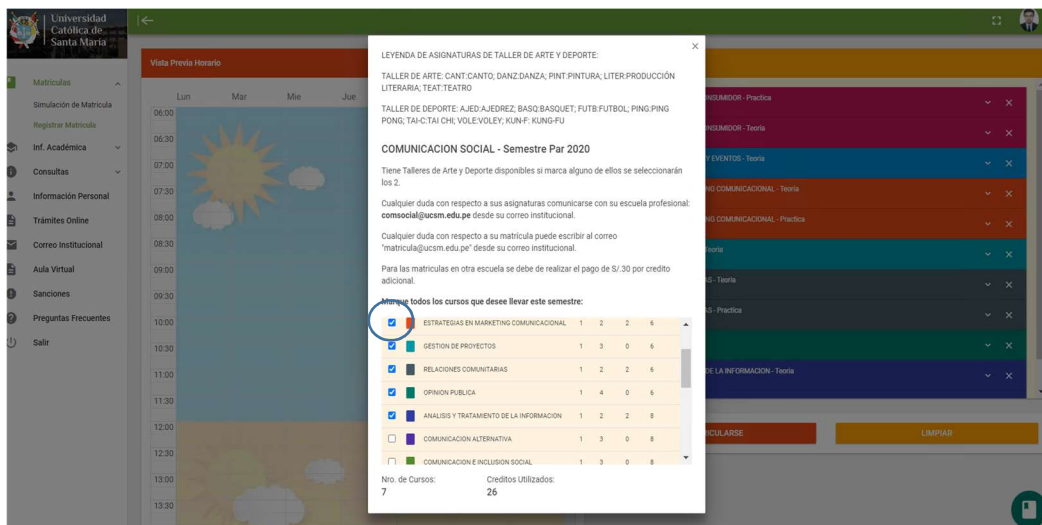 Universidad
Católica de
Santa María
Matrículas
Simulación de Matricula
Registrar Matricula
Inf. Académica
Consultas
Información Personal
Trámites Online
Correo Institucional
Aula Virtual
Sanciones
Preguntas Frecuentes
Salir
Vista Previa Horario
Lun Mar Mie Jue
06:00
06:30
07:00
07:30
08:00
08:30
09:00
09:30
10:00
10:30
11:00
11:30
12:00
12:30
13:00
13:30
LEYENDA DE ASIGNATURAS DE TALLER DE ARTE Y DEPORTE:
TALLER DE ARTE: CANT:CANTO; DANZ:DANZA; PINT:PINTURA; LITER:PRODUCCIÓN
LITERARIA; TEAT:TEATRO
TALLER DE DEPORTE: AJED:AJEDREZ; BASQ:BASQUET; FUTB:FUTBOL; PING:PING
PONG; TAI-C:TAI CHI; VOLE:VOLEY; KUN-F: KUNG-FU
COMUNICACION SOCIAL - Semestre Par 2020
Tiene Talleres de Arte y Deporte disponibles si marca alguno de ellos se seleccionarán
los 2.
Cualquier duda con respecto a sus asignaturas comunicarse con su escuela profesional:
comsocial@ucsm.edu.pe desde su correo institucional.
Cualquier duda con respecto a su matrícula puede escribir al correo
"matricula@ucsm.edu.pe" desde su correo institucional.
Para las matriculas en otra escuela se debe de realizar el pago de S/.30 por credito
adicional.
Marque todos los cursos que desee llevar este semestre:
ESTRATEGIAS EN MARKETING COMUNICACIONAL 1 2 2 6
GESTION DE PROYECTOS 1 3 0 6
RELACIONES COMUNITARIAS 1 2 2 6
OPINION PUBLICA 1 4 0 6
ANALISIS Y TRATAMIENTO DE LA INFORMACION 1 2 2 8
COMUNICACION ALTERNATIVA 1 3 0 8
COMUNICACION E INCLUSION SOCIAL 1 3 0 8
Nro. de Cursos: Creditos Utilizados:
7 26
NSUMIDOR - Practica
NSUMIDOR - Teoría
Y EVENTOS - Teoria
NG COMUNICACIONAL - Teoria
NG COMUNICACIONAL - Practica
Teoria
AS - Teoria
AS - Practica
DE LA INFORMACION - Teoria
RICULARSE
LIMPIAR